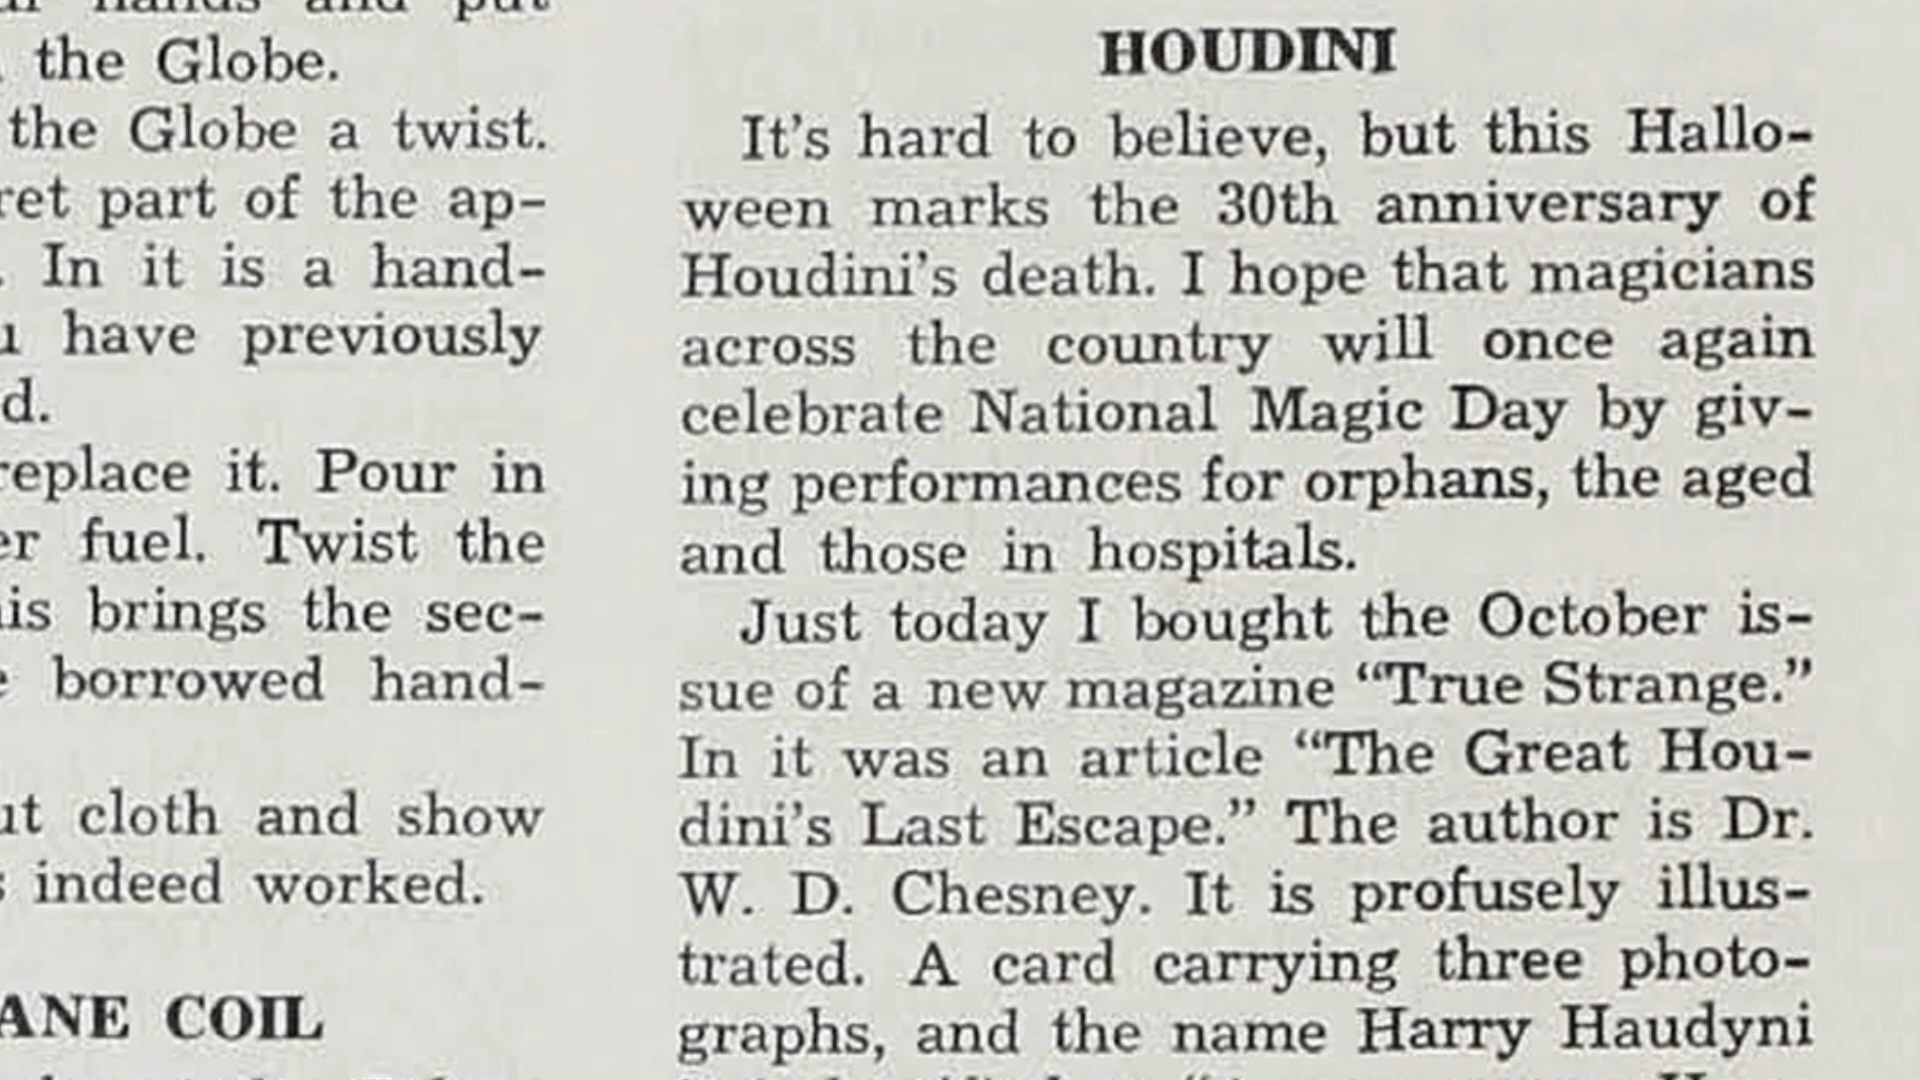 hands and put
the Globe.
the Globe a twist.
ret part of the ap-
. In it is a hand-
u have previously
d.
replace it. Pour in
er fuel. Twist the
is brings the sec-
e borrowed hand-
ut cloth and show
s indeed worked.
ANE COIL
HOUDINI
It's hard to believe, but this Hallo-
ween marks the 30th anniversary of
Houdini's death. I hope that magicians
across the country will once again
celebrate National Magic Day by giv-
ing performances for orphans, the aged
and those in hospitals.
Just today I bought the October is-
sue of a new magazine “True Strange.”
In it was an article “The Great Hou-
dini's Last Escape.” The author is Dr.
W. D. Chesney. It is profusely illus-
trated. A card carrying three photo-
graphs, and the name Harry Haudyni